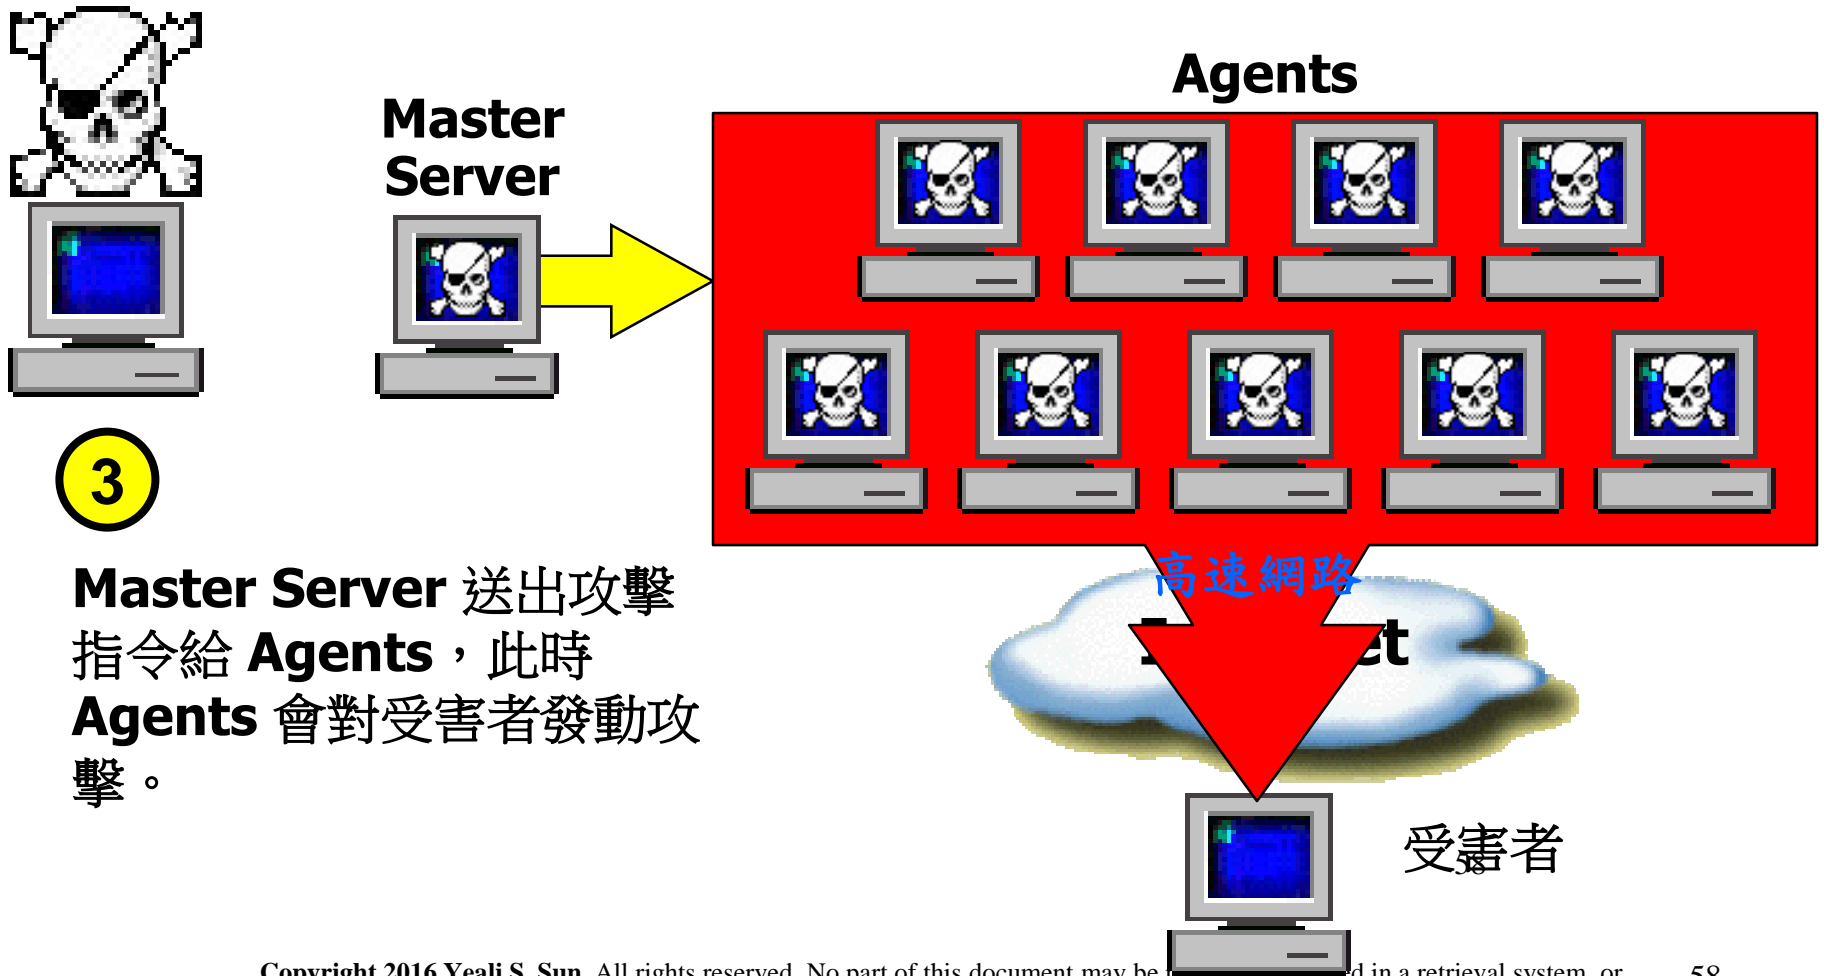 Agents
Master
Server
3
Master Server 送出攻擊
指令給 Agents，此時
Agents 會對受害者發動攻
擊。
高速網路
受害者
58
Copyright 2016 Yeali S. Sun. All rights reserved. No part of this document may be
d in a retrieval system, or
58